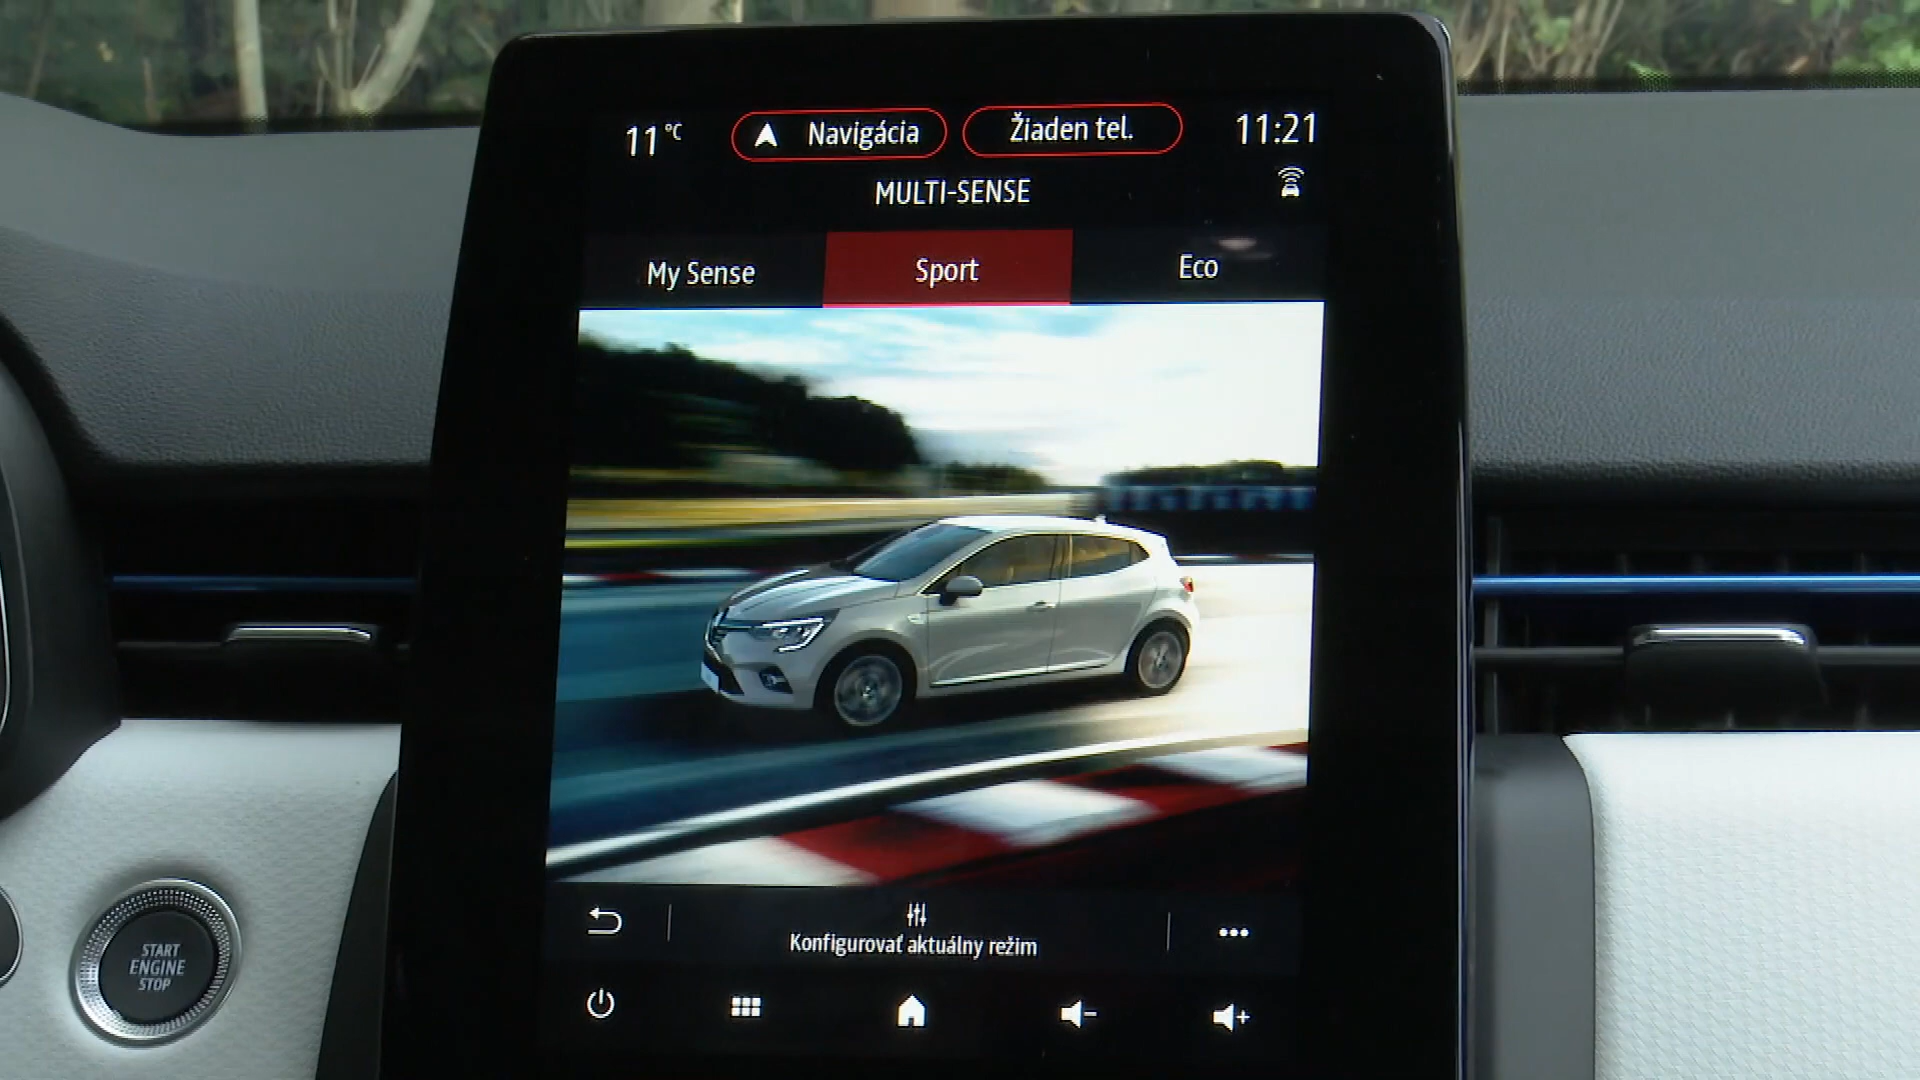 11 °C
Navigácia
Žiaden tel.
11:21
MULTI-SENSE
My Sense
Sport
Eco
Konfigurovať aktuálny režim
START
ENGINE
STOP